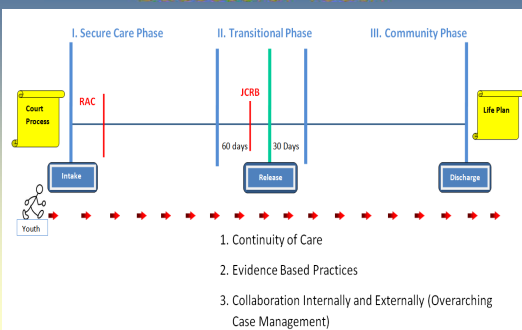 I. Secure Care Phase
II. Transitional Phase
III. Community Phase
Court
Process
RAC
JCRB
Life Plan
60 days
30 Days
Intake
Release
Discharge
Youth
1. Continuity of Care
2. Evidence Based Practices
3. Collaboration Internally and Externally (Overarching
Case Management)